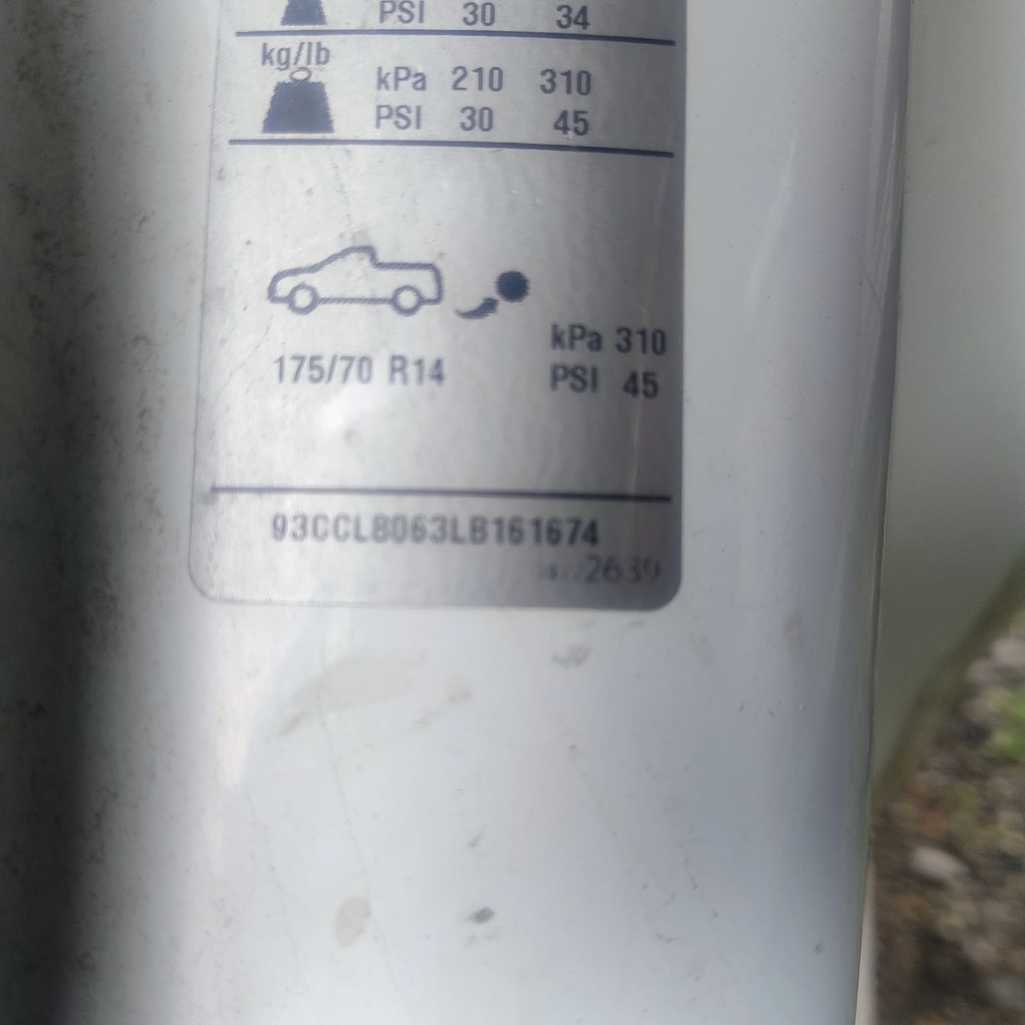 PSI 30 34
kg/lb
kPa 210 310
PSI 30 45
kPa 310
175/70 R14
PSI 45
93CCL8063LB161674
2639